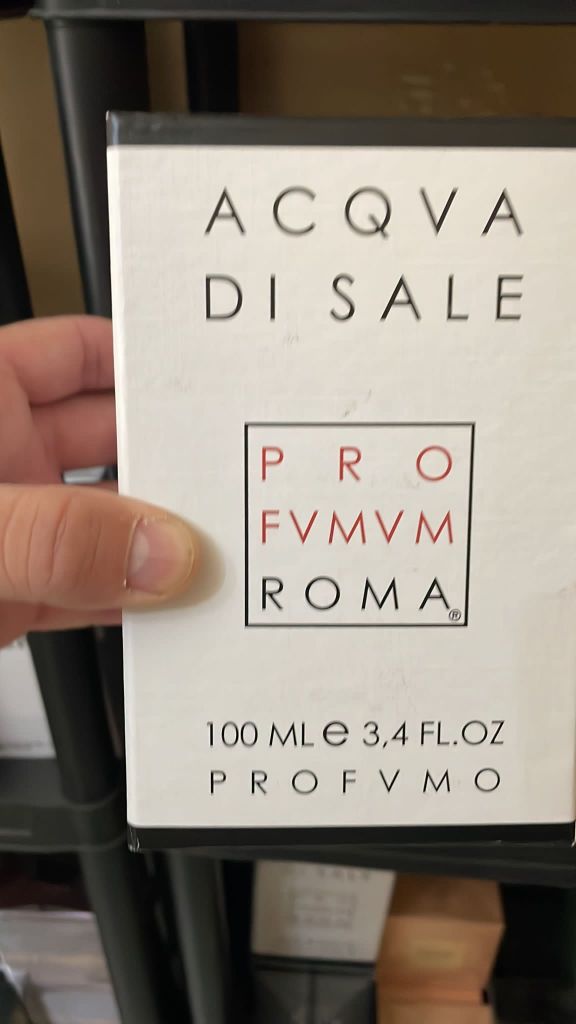 ACQVA
DI SALE
PRO
FVMVM
ROMA®
100 ML e 3,4 FL.OZ
PROFVMO